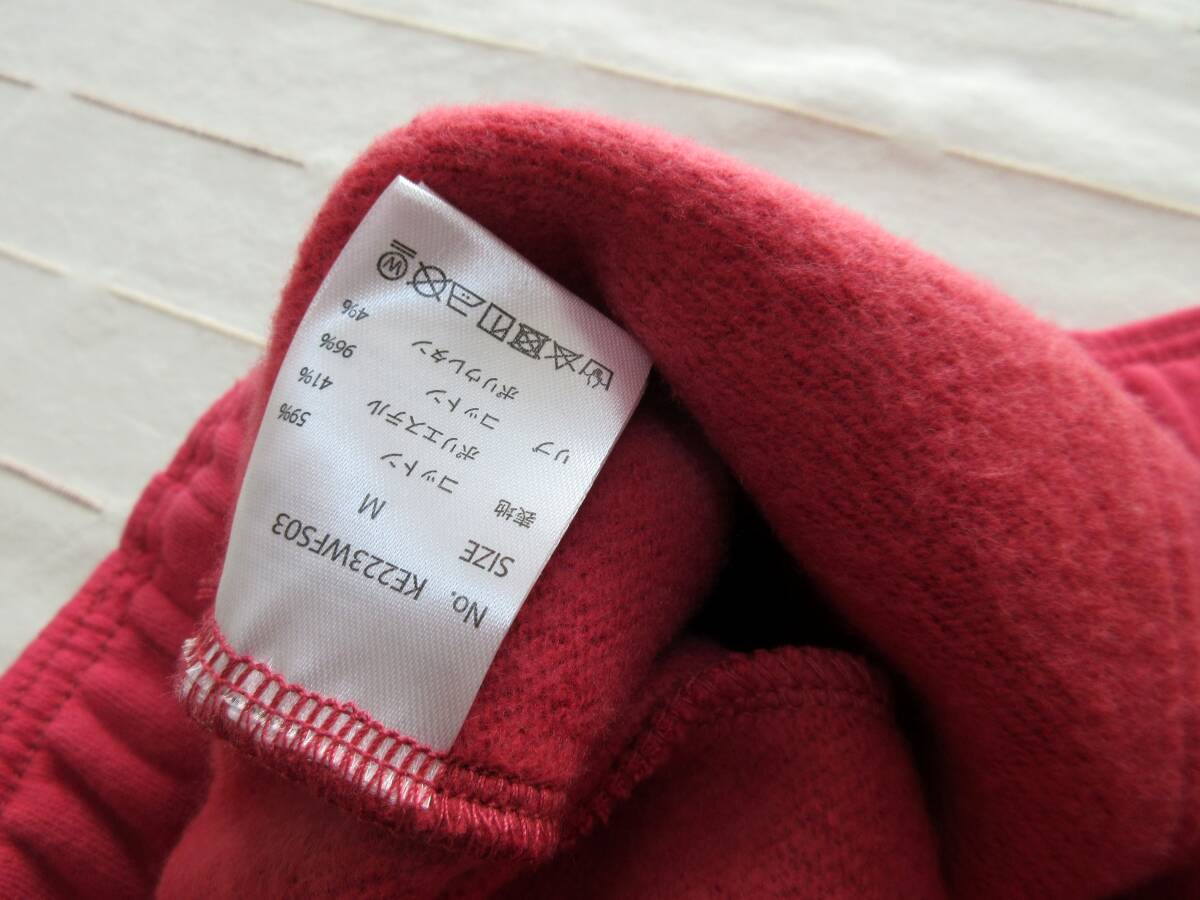 No. KE223WFS03
SIZE M
表地 コットン 59%
ポリエステル 41%
リブ コットン 96%
ポリウレタン 4%
W